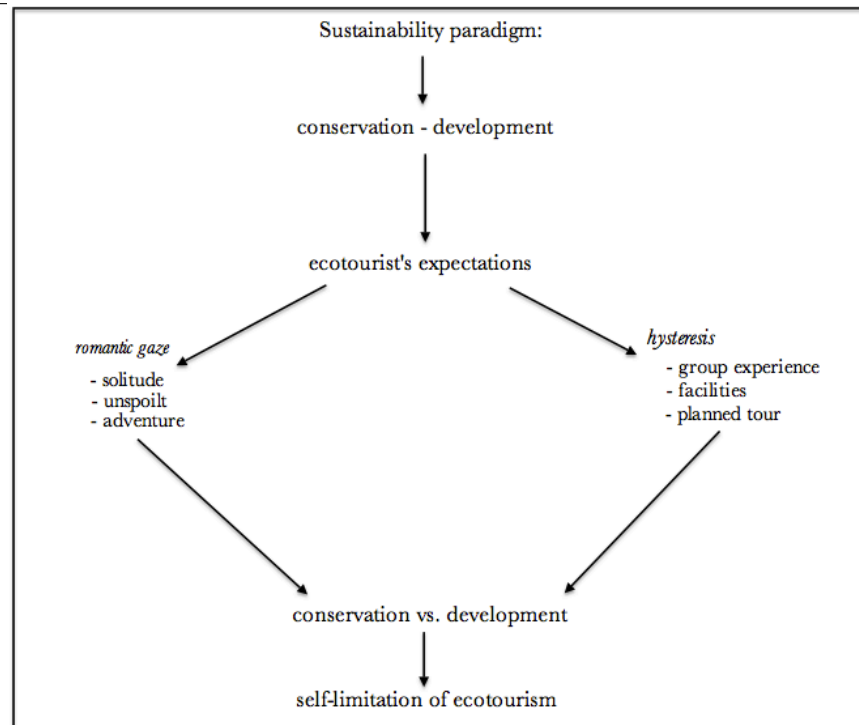 Sustainability paradigm:
conservation - development
ecotourist's expectations
romantic gaze
- solitude
- unspoilt
- adventure
hysteresis
- group experience
- facilities
- planned tour
conservation vs. development
self-limitation of ecotourism